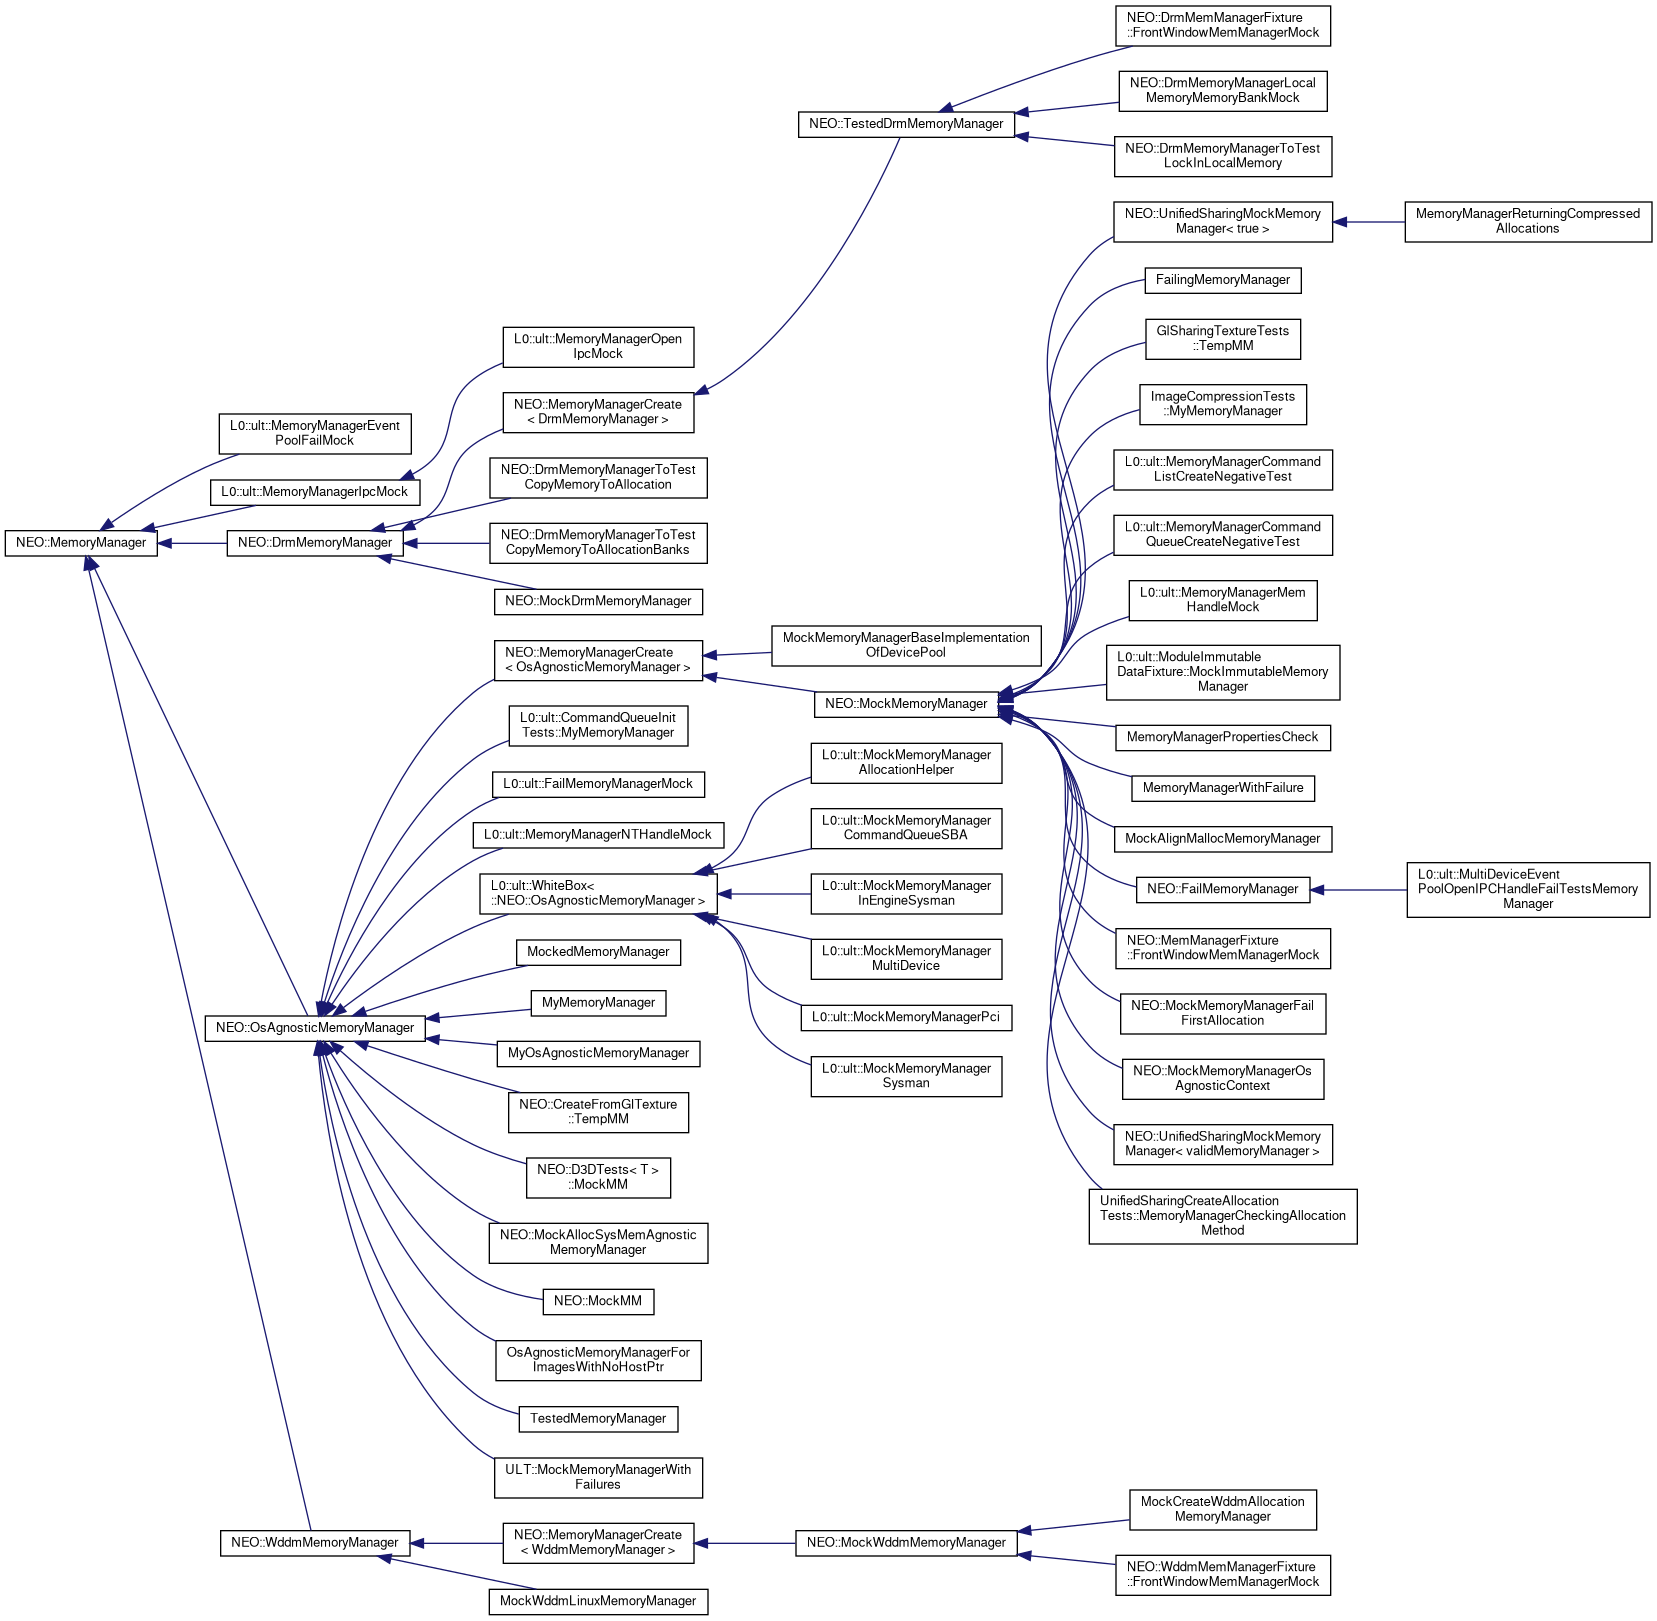 NEO::MemoryManager
L0::ult::MemoryManagerEvent
PoolFailMock
L0::ult::MemoryManagerIpcMock
NEO::DrmMemoryManager
NEO::OsAgnosticMemoryManager
NEO::WddmMemoryManager
L0::ult::MemoryManagerOpen
IpcMock
NEO::MemoryManagerCreate
< DrmMemoryManager >
NEO::DrmMemoryManagerToTest
CopyMemoryToAllocation
NEO::DrmMemoryManagerToTest
CopyMemoryToAllocationBanks
NEO::MockDrmMemoryManager
NEO::MemoryManagerCreate
< OsAgnosticMemoryManager >
L0::ult::CommandQueueInit
Tests::MyMemoryManager
L0::ult::FailMemoryManagerMock
L0::ult::MemoryManagerNTHandleMock
L0::ult::WhiteBox<
::NEO::OsAgnosticMemoryManager >
MockedMemoryManager
MyMemoryManager
MyOsAgnosticMemoryManager
NEO::CreateFromGlTexture
::TempMM
NEO::D3DTests< T >
::MockMM
NEO::MockAllocSysMemAgnostic
MemoryManager
NEO::MockMM
OsAgnosticMemoryManagerFor
ImagesWithNoHostPtr
TestedMemoryManager
ULT::MockMemoryManagerWith
Failures
NEO::MemoryManagerCreate
< WddmMemoryManager >
MockWddmLinuxMemoryManager
NEO::TestedDrmMemoryManager
MockMemoryManagerBaseImplementation
OfDevicePool
NEO::MockMemoryManager
L0::ult::MockMemoryManager
AllocationHelper
L0::ult::MockMemoryManager
CommandQueueSBA
L0::ult::MockMemoryManager
InEngineSysman
L0::ult::MockMemoryManager
MultiDevice
L0::ult::MockMemoryManagerPci
L0::ult::MockMemoryManager
Sysman
NEO::MockWddmMemoryManager
NEO::DrmMemManagerFixture
::FrontWindowMemManagerMock
NEO::DrmMemoryManagerLocal
MemoryMemoryBankMock
NEO::DrmMemoryManagerToTest
LockInLocalMemory
NEO::UnifiedSharingMockMemory
Manager< true >
FailingMemoryManager
GlSharingTextureTests
::TempMM
ImageCompressionTests
::MyMemoryManager
L0::ult::MemoryManagerCommand
ListCreateNegativeTest
L0::ult::MemoryManagerCommand
QueueCreateNegativeTest
L0::ult::MemoryManagerMem
HandleMock
L0::ult::ModuleImmutable
DataFixture::MockImmutableMemory
Manager
MemoryManagerPropertiesCheck
MemoryManagerWithFailure
MockAlignMallocMemoryManager
NEO::FailMemoryManager
NEO::MemManagerFixture
::FrontWindowMemManagerMock
NEO::MockMemoryManagerFail
FirstAllocation
NEO::MockMemoryManagerOs
AgnosticContext
NEO::UnifiedSharingMockMemory
Manager< validMemoryManager >
UnifiedSharingCreateAllocation
Tests::MemoryManagerCheckingAllocation
Method
MockCreateWddmAllocation
MemoryManager
NEO::WddmMemManagerFixture
::FrontWindowMemManagerMock
MemoryManagerReturningCompressed
Allocations
L0::ult::MultiDeviceEvent
PoolOpenIPCHandleFailTestsMemory
Manager